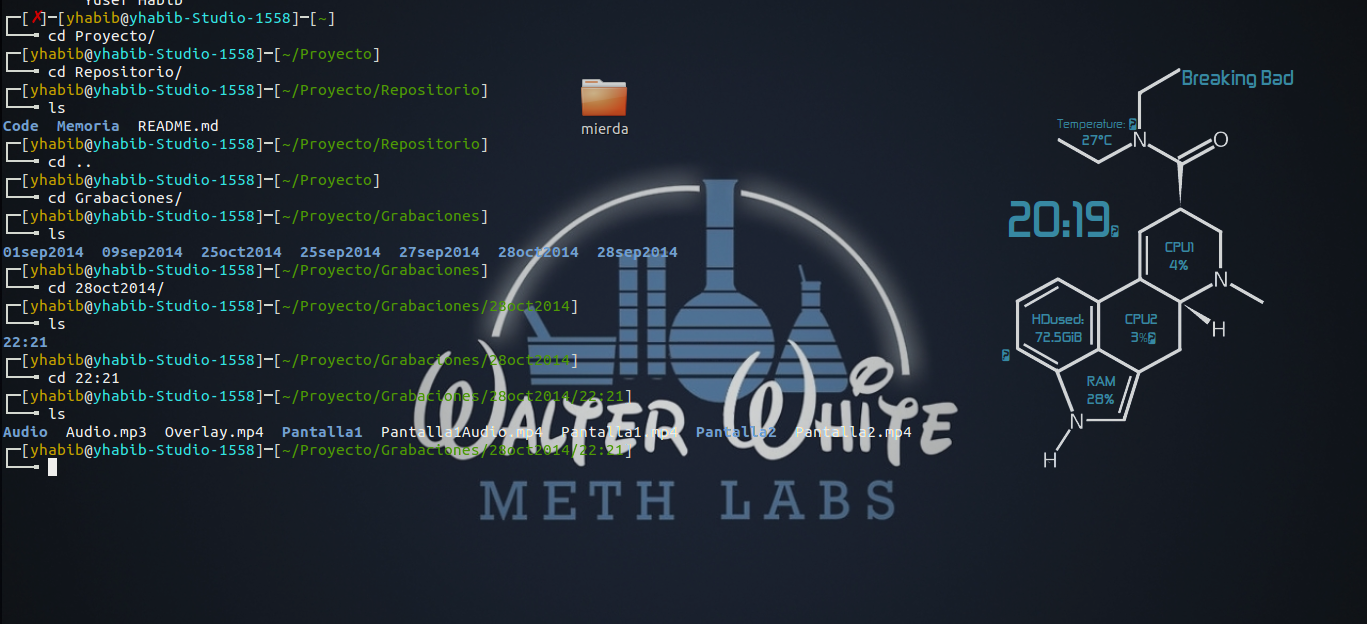 Yuser Habib
┌─[✗]─[yhabib@yhabib-Studio-1558]─[~]
└──╼ cd Proyecto/
┌─[yhabib@yhabib-Studio-1558]─[~/Proyecto]
└──╼ cd Repositorio/
┌─[yhabib@yhabib-Studio-1558]─[~/Proyecto/Repositorio]
└──╼ ls
Code Memoria README.md
┌─[yhabib@yhabib-Studio-1558]─[~/Proyecto/Repositorio]
└──╼ cd ..
┌─[yhabib@yhabib-Studio-1558]─[~/Proyecto]
└──╼ cd Grabaciones/
┌─[yhabib@yhabib-Studio-1558]─[~/Proyecto/Grabaciones]
└──╼ ls
01sep2014 09sep2014 25oct2014 25sep2014 27sep2014 28oct2014 28sep2014
┌─[yhabib@yhabib-Studio-1558]─[~/Proyecto/Grabaciones]
└──╼ cd 28oct2014/
┌─[yhabib@yhabib-Studio-1558]─[~/Proyecto/Grabaciones/28oct2014]
└──╼ ls
22:21
┌─[yhabib@yhabib-Studio-1558]─[~/Proyecto/Grabaciones/28oct2014]
└──╼ cd 22:21
┌─[yhabib@yhabib-Studio-1558]─[~/Proyecto/Grabaciones/28oct2014/22:21]
└──╼ ls
Audio Audio.mp3 Overlay.mp4 Pantalla1 Pantalla1Audio.mp4 Pantalla1.mp4 Pantalla2 Pantalla2.mp4
┌─[yhabib@yhabib-Studio-1558]─[~/Proyecto/Grabaciones/28oct2014/22:21]
└──╼
mierda
WALTER WHITE
METH LABS
Breaking Bad
Temperature:
27°C
N
O
20:19
CPU1
4%
N
HDused:
72.5GiB
CPU2
3%
H
RAM
28%
N
H